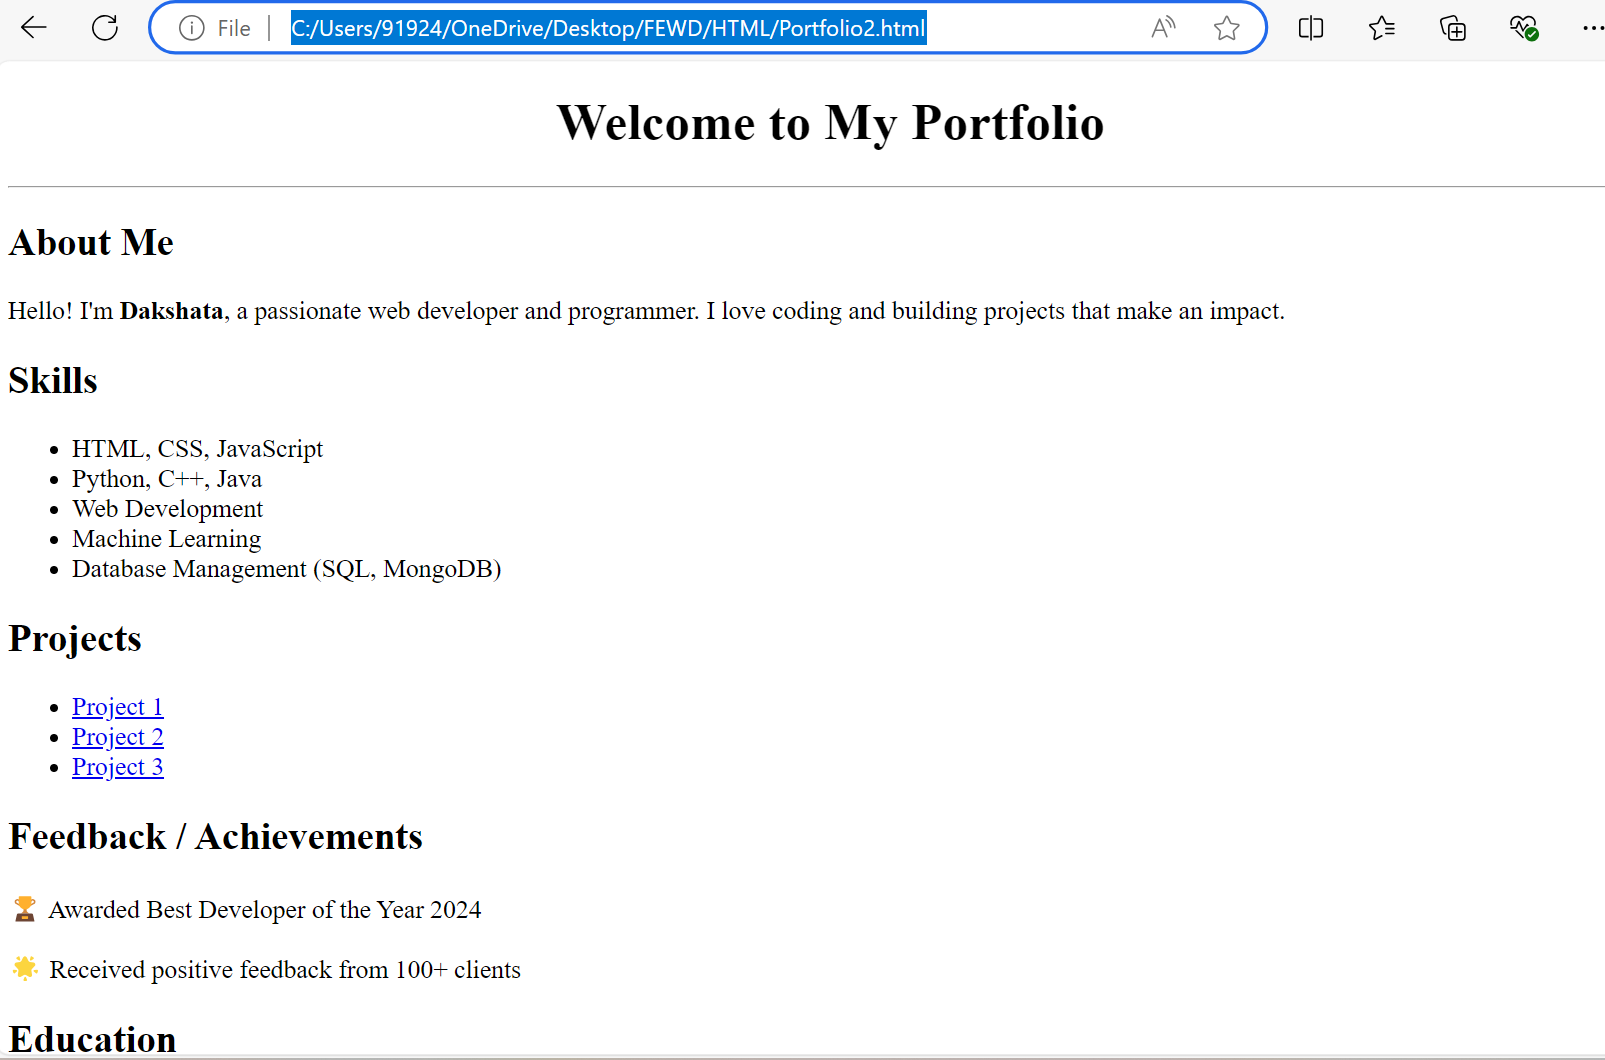 File
C:/Users/91924/OneDrive/Desktop/FEWD/HTML/Portfolio2.html
Welcome to My Portfolio
About Me
Hello! I'm Dakshata, a passionate web developer and programmer. I love coding and building projects that make an impact.
Skills
• HTML, CSS, JavaScript
• Python, C++, Java
• Web Development
• Machine Learning
• Database Management (SQL, MongoDB)
Projects
• Project 1
• Project 2
• Project 3
Feedback / Achievements
🏆 Awarded Best Developer of the Year 2024
🌟 Received positive feedback from 100+ clients
Education